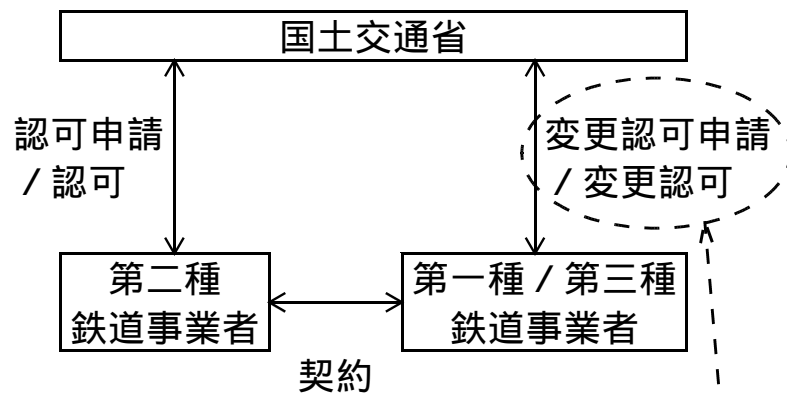 国土交通省
認可申請
/ 認可
変更認可申請
/ 変更認可
第二種
鉄道事業者
第一種 / 第三種
鉄道事業者
契約